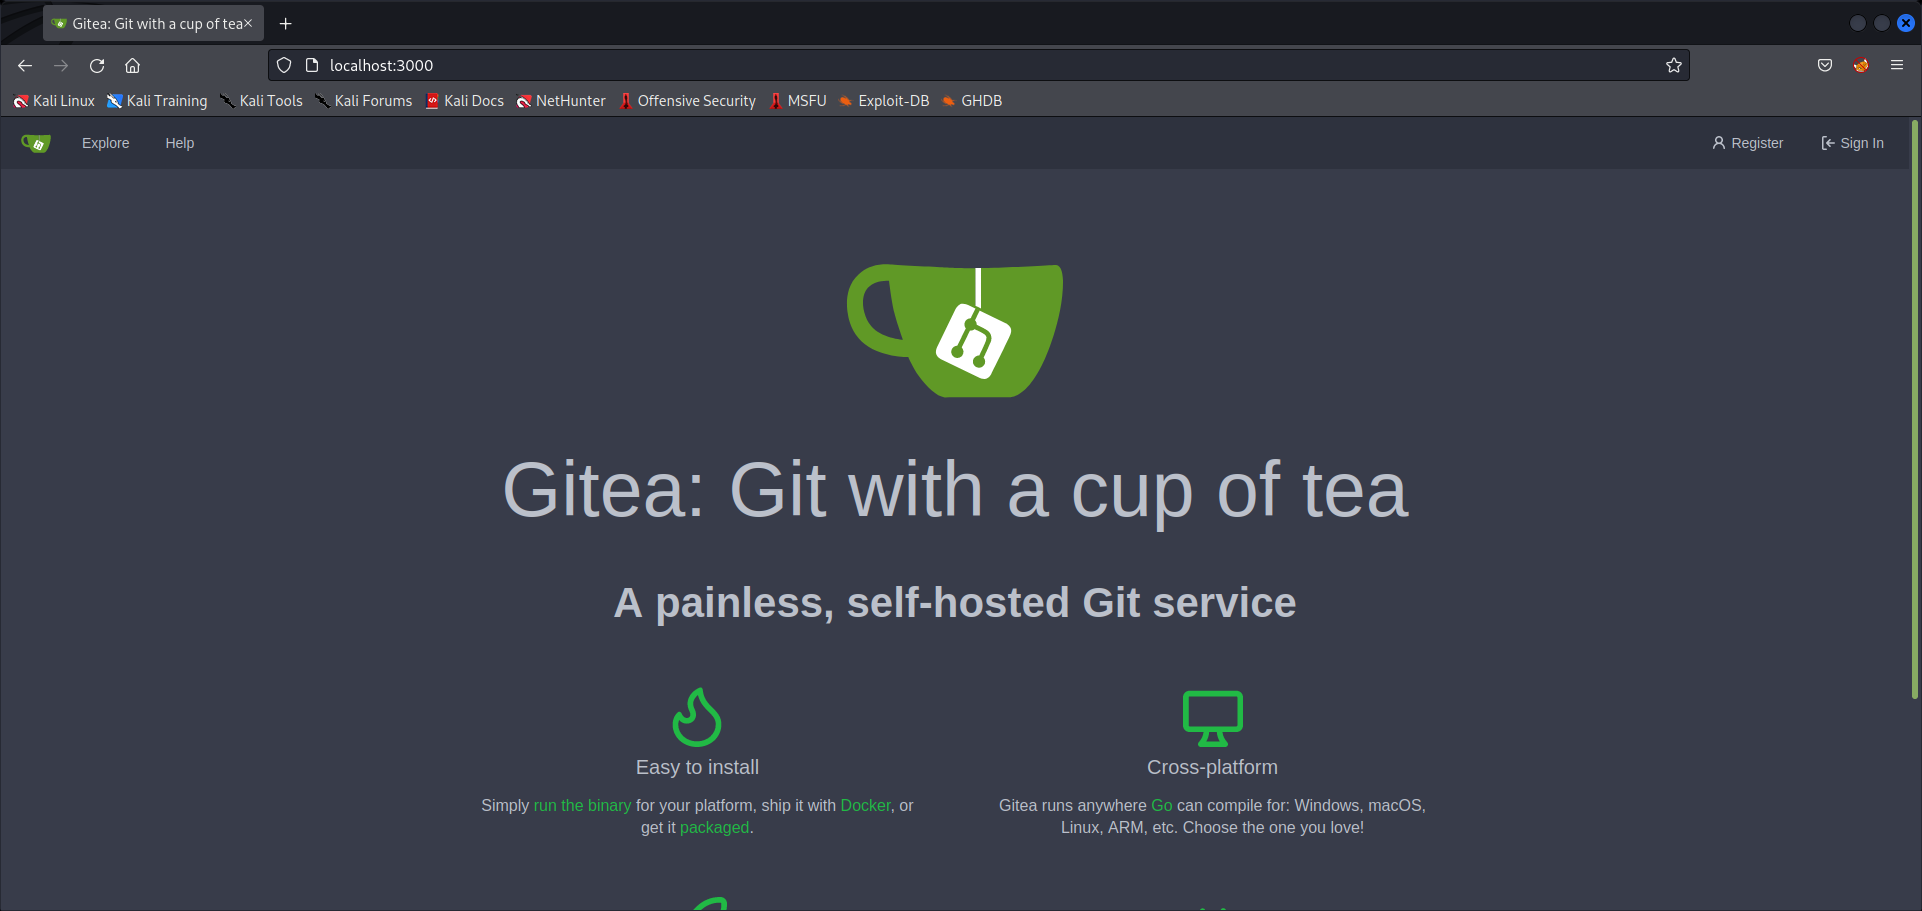 Gitea: Git with a cup of tea
localhost:3000
Kali Linux Kali Training Kali Tools Kali Forums Kali Docs NetHunter Offensive Security MSFU Exploit-DB GHDB
Explore Help Register Sign In
Gitea: Git with a cup of tea
A painless, self-hosted Git service
Easy to install
Simply run the binary for your platform, ship it with Docker, or
get it packaged.
Cross-platform
Gitea runs anywhere Go can compile for: Windows, macOS,
Linux, ARM, etc. Choose the one you love!